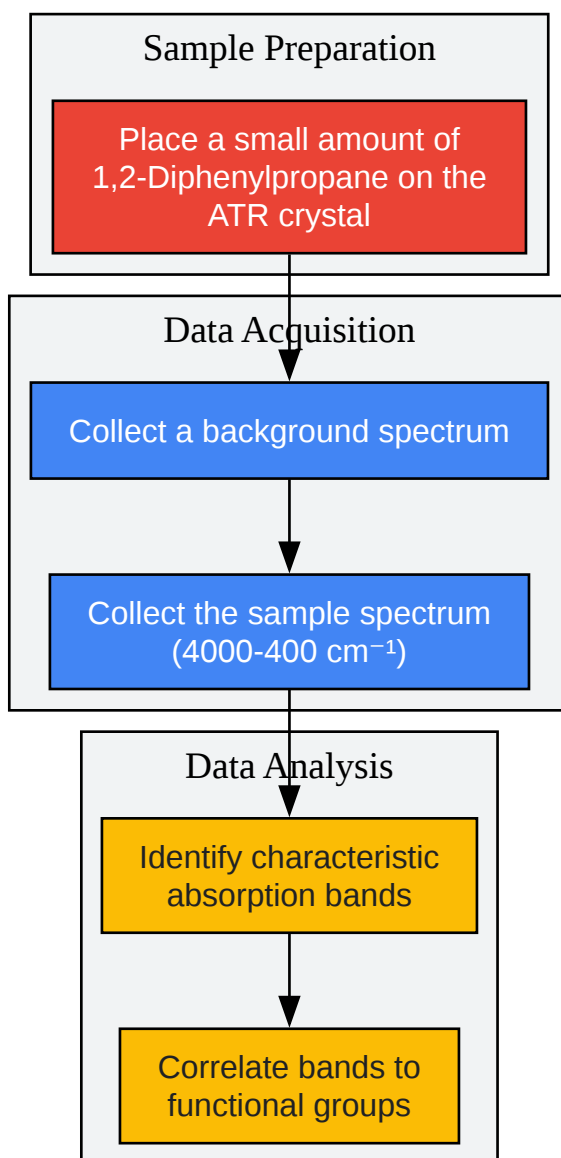 Sample Preparation
Place a small amount of
1,2-Diphenylpropane on the
ATR crystal
Data Acquisition
Collect a background spectrum
Collect the sample spectrum
(4000-400 cm⁻¹)
Data Analysis
Identify characteristic
absorption bands
Correlate bands to
functional groups